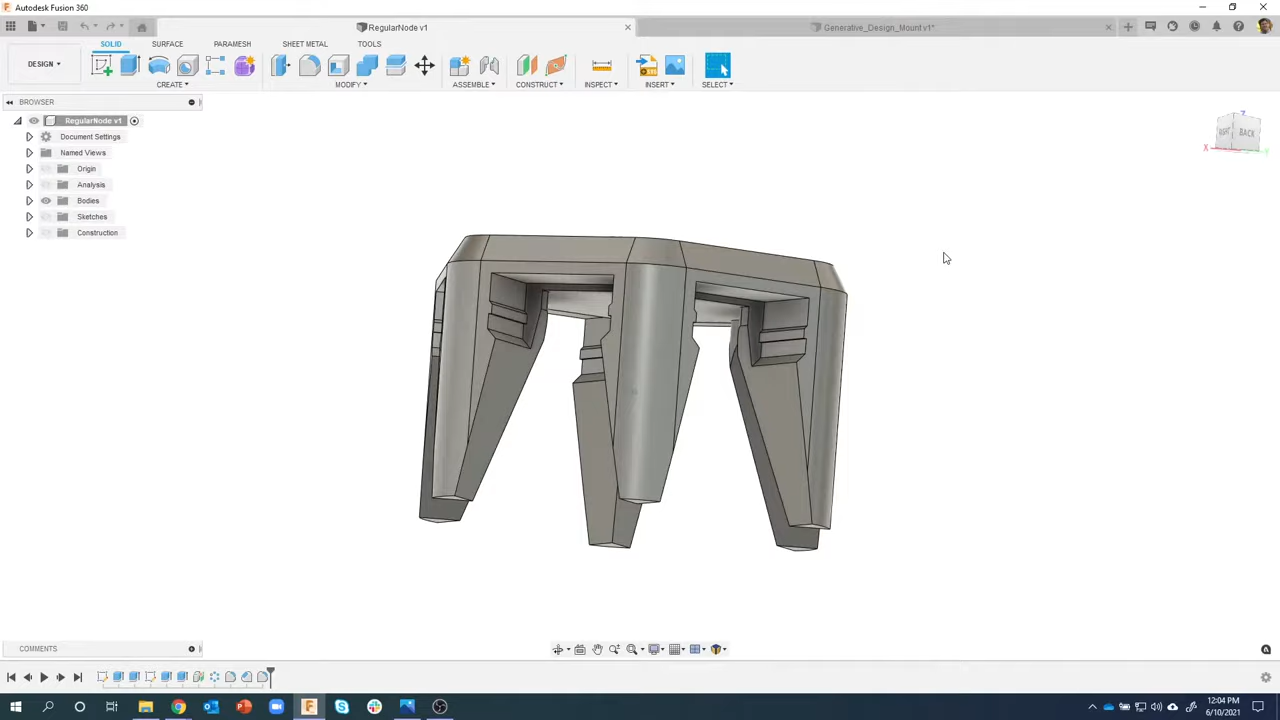 Autodesk Fusion 360
RegularNode v1
Generative_Design_Mount v1*
SOLID
SURFACE
PARAMESH
SHEET METAL
TOOLS
DESIGN
CREATE
MODIFY
ASSEMBLE
CONSTRUCT
INSPECT
INSERT
SELECT
BROWSER
RegularNode v1
Document Settings
Named Views
Origin
Analysis
Bodies
Sketches
Construction
Z
RIGHT
BACK
X
Y
COMMENTS
12:04 PM
6/10/2021